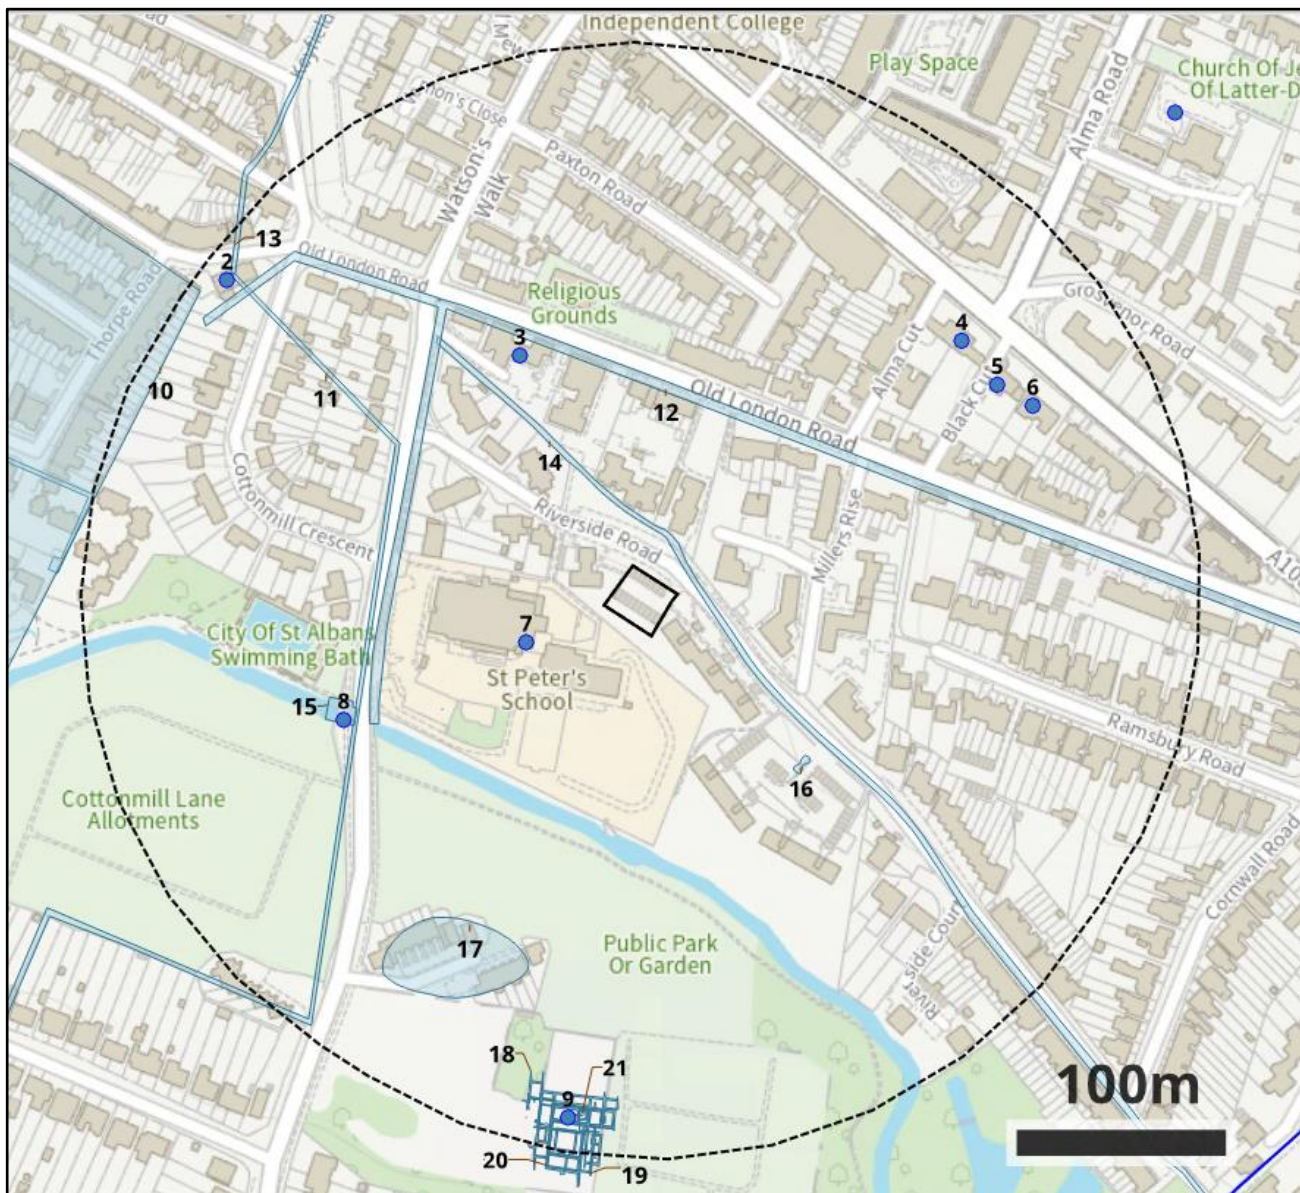 Independent College
Keyfield
Mews
Play Space
Church Of Je
Of Latter-D
Alma Road
Watson's
Walk
Paxton Road
13
2
Old London Road
Religious
Grounds
Grosvenor Road
Thorpe Road
3
4
5
6
Alma Cut
10
11
12
Old London Road
Black Cu
14
Cottonmill Crescent
Riverside Road
Millers Rise
A10
City Of St Albans
Swimming Bath
7
St Peter's
School
15
8
Ramsbury Road
16
Cottonmill Lane
Allotments
Cornwall Road
17
Public Park
Or Garden
side Court
18
21
9
20
19
100m